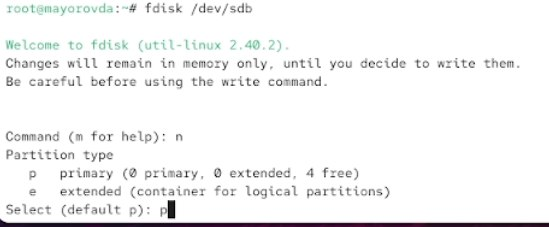 root@mayorovda:~# fdisk /dev/sdb
Welcome to fdisk (util-linux 2.40.2).
Changes will remain in memory only, until you decide to write them.
Be careful before using the write command.
Command (m for help): n
Partition type
p primary (0 primary, 0 extended, 4 free)
e extended (container for logical partitions)
Select (default p): p